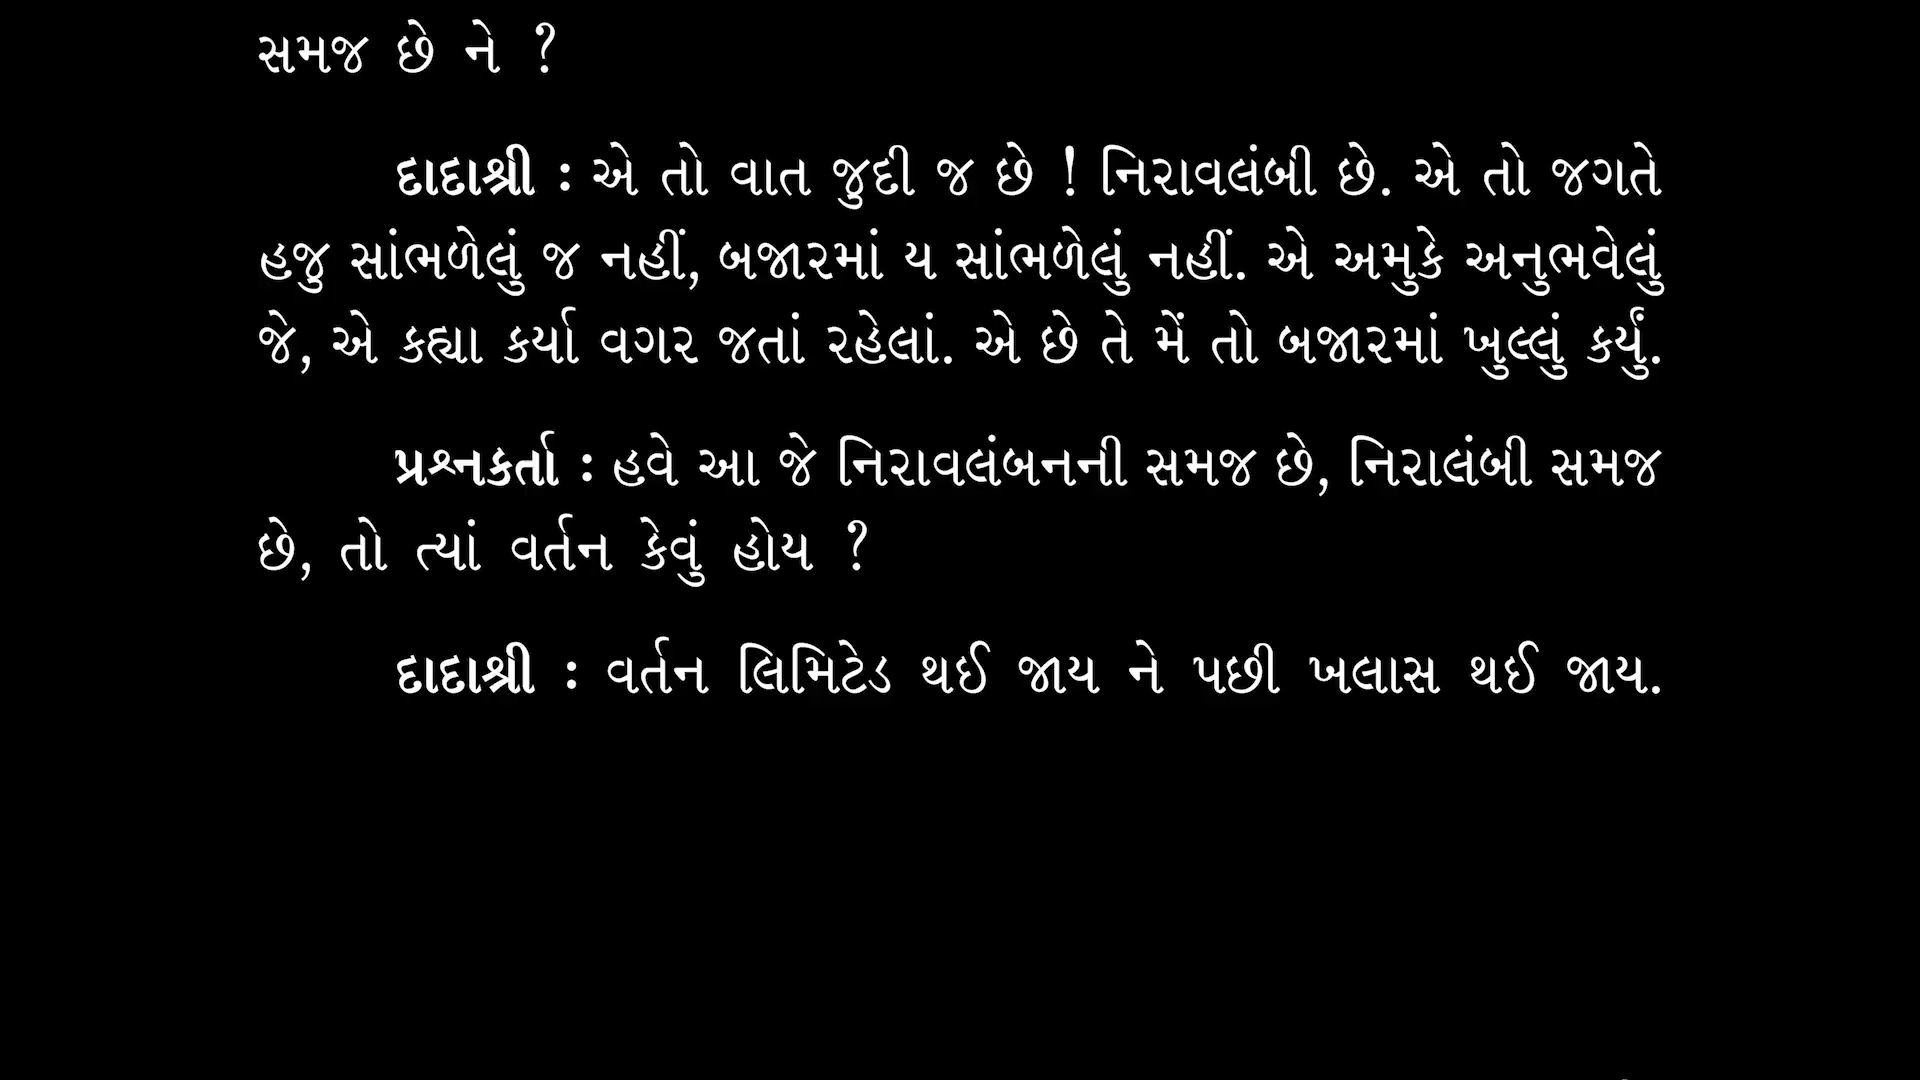 સમજ છે ને ?
દાદાશ્રી : એ તો વાત જુદી જ છે ! નિરાવલંબી છે. એ તો જગતે
હજુ સાંભળેલું જ નહીં, બજારમાં ય સાંભળેલું નહીં. એ અમુકે અનુભવેલું
જે, એ કહ્યા કર્યા વગર જતાં રહેલાં. એ છે તે મેં તો બજારમાં ખુલ્લું કર્યું.
પ્રશ્નકર્તા : હવે આ જે નિરાવલંબનની સમજ છે, નિરાલંબી સમજ
છે, તો ત્યાં વર્તન કેવું હોય ?
દાદાશ્રી : વર્તન લિમિટેડ થઈ જાય ને પછી ખલાસ થઈ જાય.